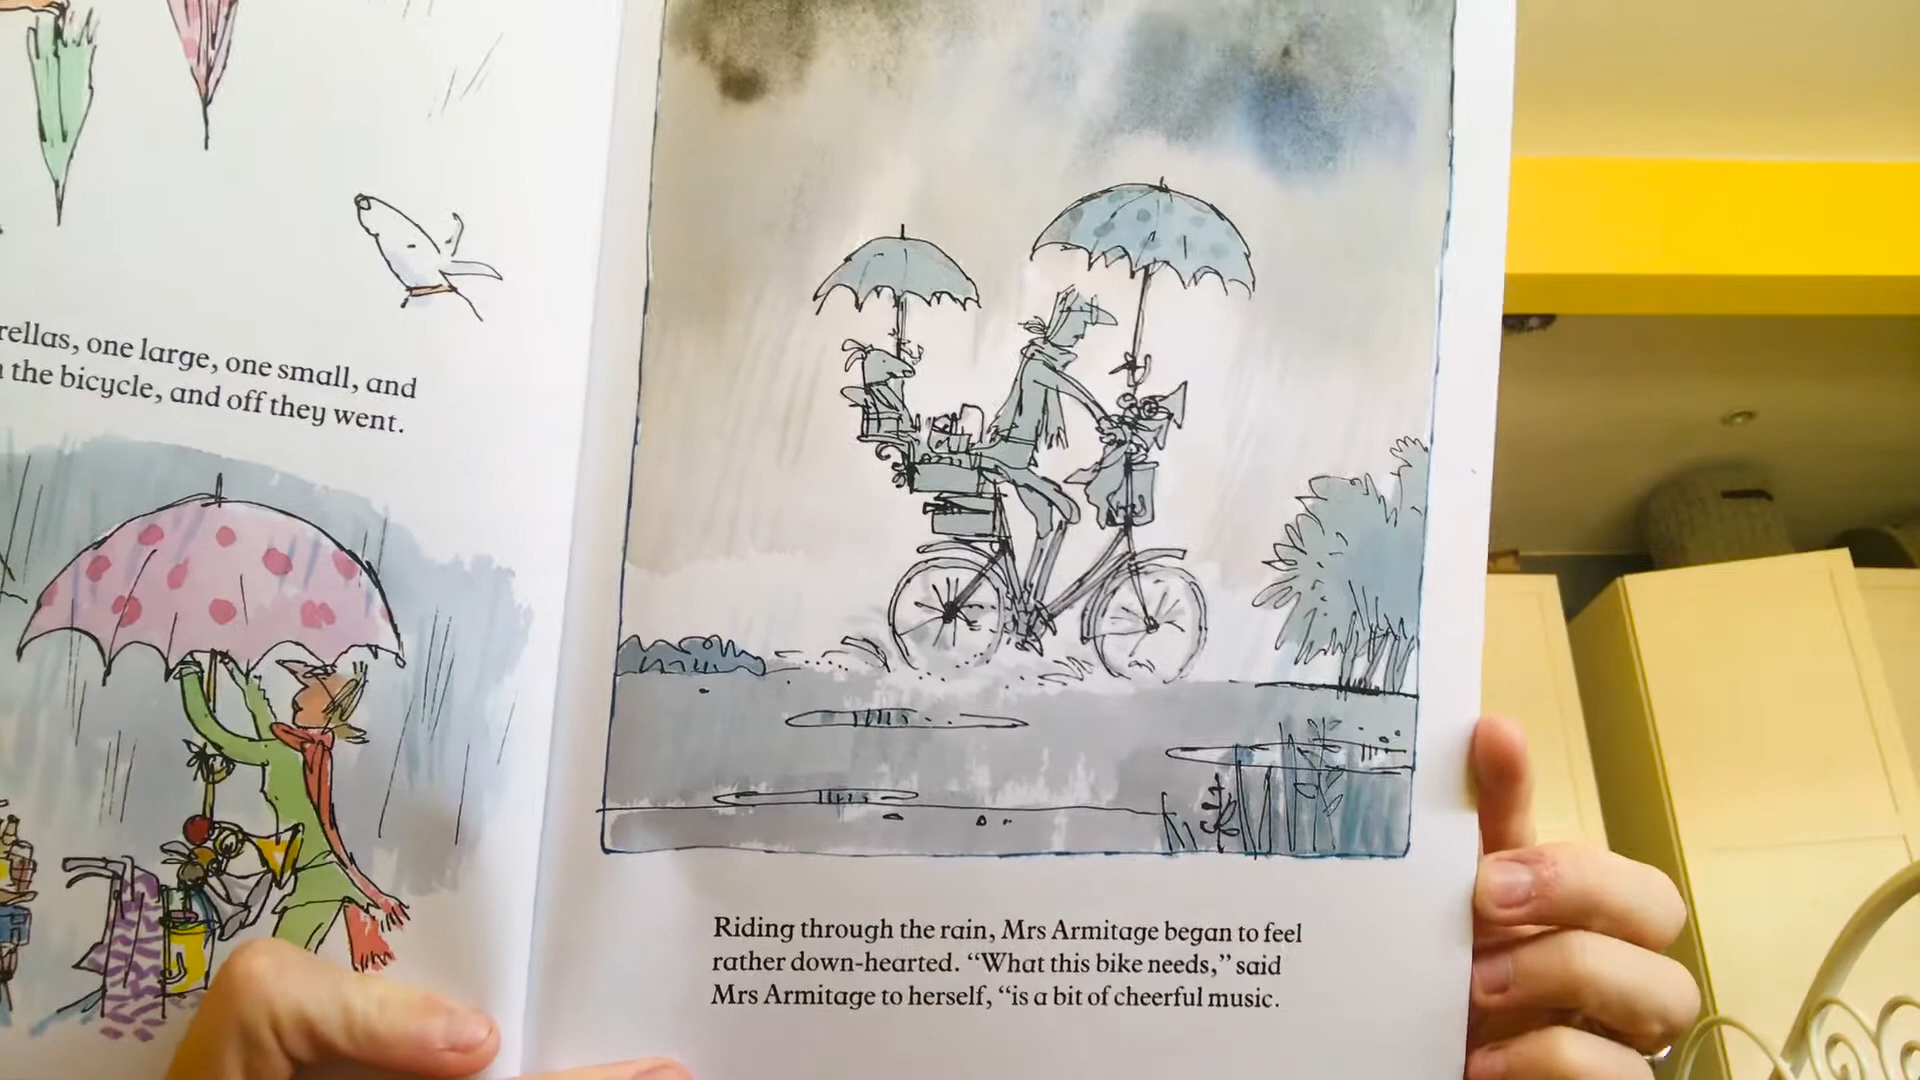 rellas, one large, one small, and
the bicycle, and off they went.
Riding through the rain, Mrs Armitage began to feel
rather down-hearted. “What this bike needs,” said
Mrs Armitage to herself, “is a bit of cheerful music.